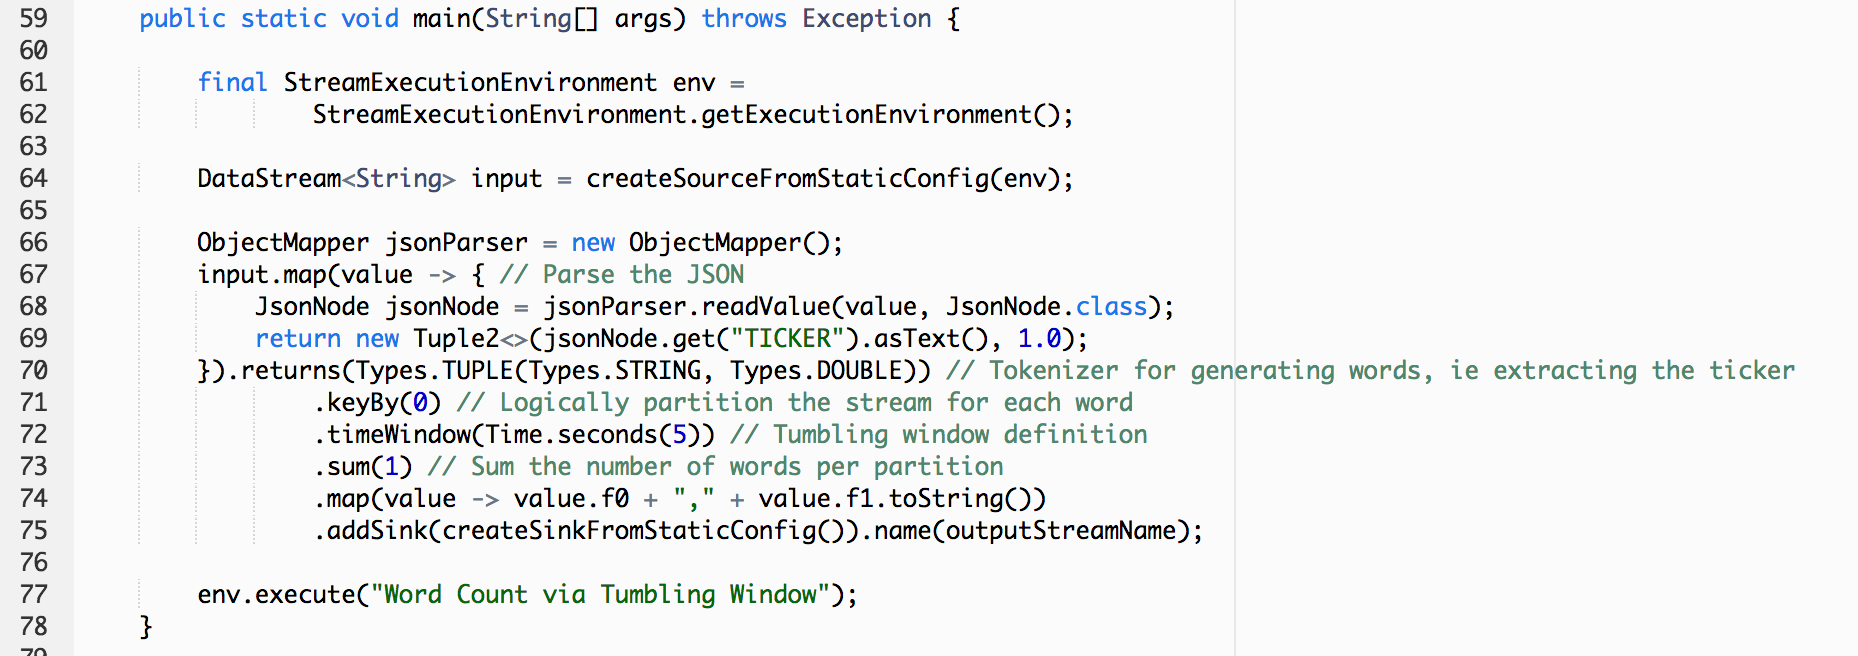 59 public static void main(String[] args) throws Exception {
60
61 final StreamExecutionEnvironment env =
62 StreamExecutionEnvironment.getExecutionEnvironment();
63
64 DataStream<String> input = createSourceFromStaticConfig(env);
65
66 ObjectMapper jsonParser = new ObjectMapper();
67 input.map(value -> { // Parse the JSON
68 JsonNode jsonNode = jsonParser.readValue(value, JsonNode.class);
69 return new Tuple2<>(jsonNode.get("TICKER").asText(), 1.0);
70 }).returns(Types.TUPLE(Types.STRING, Types.DOUBLE)) // Tokenizer for generating words, ie extracting the ticker
71 .keyBy(0) // Logically partition the stream for each word
72 .timeWindow(Time.seconds(5)) // Tumbling window definition
73 .sum(1) // Sum the number of words per partition
74 .map(value -> value.f0 + "," + value.f1.toString())
75 .addSink(createSinkFromStaticConfig()).name(outputStreamName);
76
77 env.execute("Word Count via Tumbling Window");
78 }
79